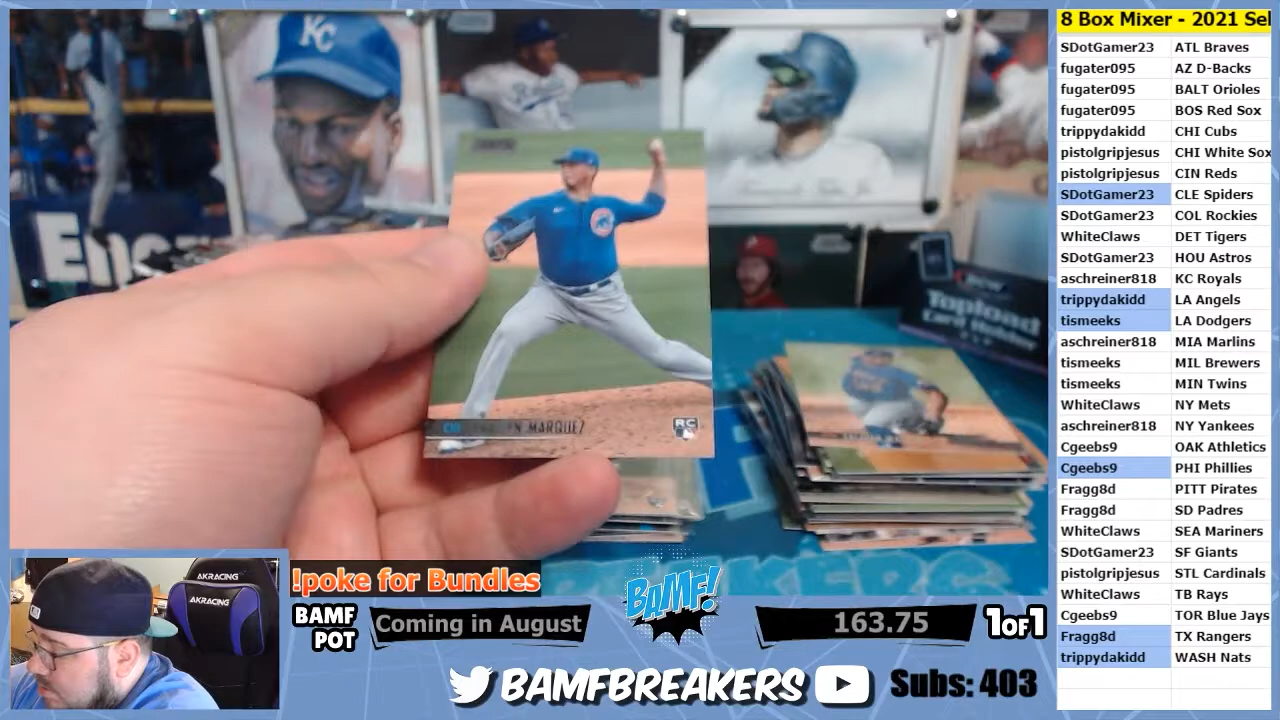 8 Box Mixer - 2021 Sel
SDotGamer23 ATL Braves
fugater095 AZ D-Backs
fugater095 BALT Orioles
fugater095 BOS Red Sox
trippydakidd CHI Cubs
pistolgripjesus CHI White Sox
pistolgripjesus CIN Reds
SDotGamer23 CLE Spiders
SDotGamer23 COL Rockies
WhiteClaws DET Tigers
SDotGamer23 HOU Astros
aschreiner818 KC Royals
trippydakidd LA Angels
tismeeks LA Dodgers
aschreiner818 MIA Marlins
tismeeks MIL Brewers
tismeeks MIN Twins
WhiteClaws NY Mets
aschreiner818 NY Yankees
Cgeebs9 OAK Athletics
Cgeebs9 PHI Phillies
Fragg8d PITT Pirates
Fragg8d SD Padres
WhiteClaws SEA Mariners
SDotGamer23 SF Giants
pistolgripjesus STL Cardinals
WhiteClaws TB Rays
Cgeebs9 TOR Blue Jays
Fragg8d TX Rangers
trippydakidd WASH Nats
KC
Topload
Card Holder
MARQUEZ
RC
AKRACING
AKRACING
!poke for Bundles
BAMF POT
Coming in August
BAMF!
163.75
1OF1
BAMFBREAKERS
Subs: 403